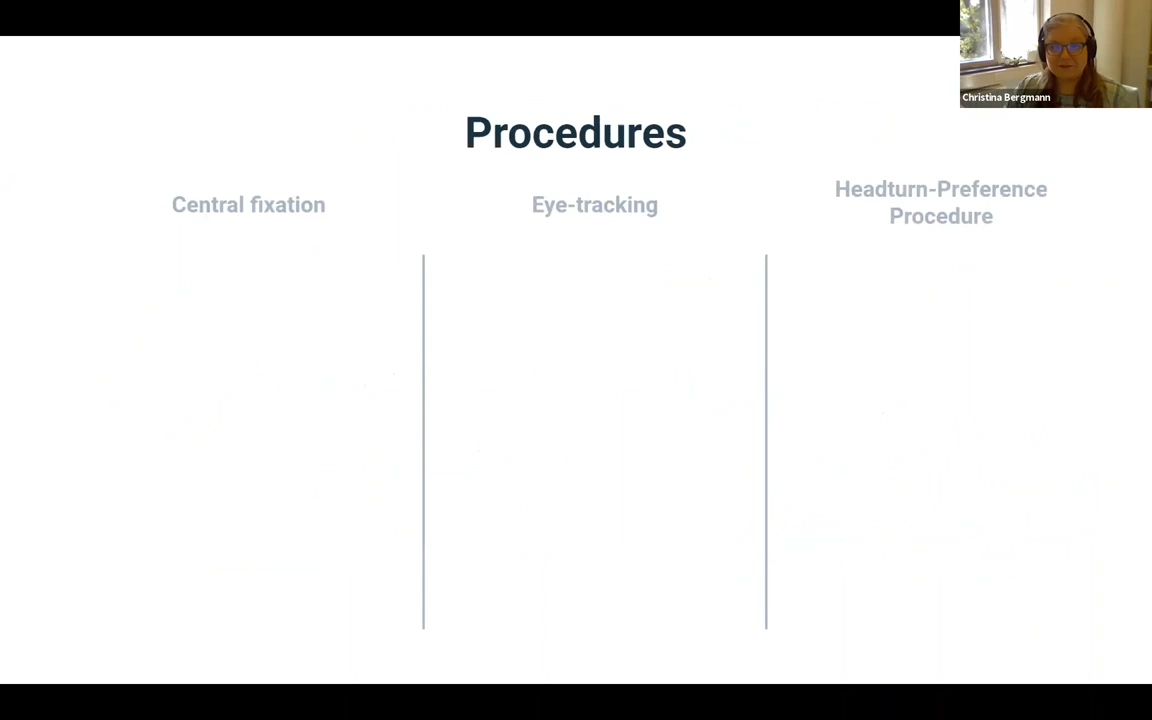 Christina Bergmann
Procedures
Central fixation
Eye-tracking
Headturn-Preference
Procedure